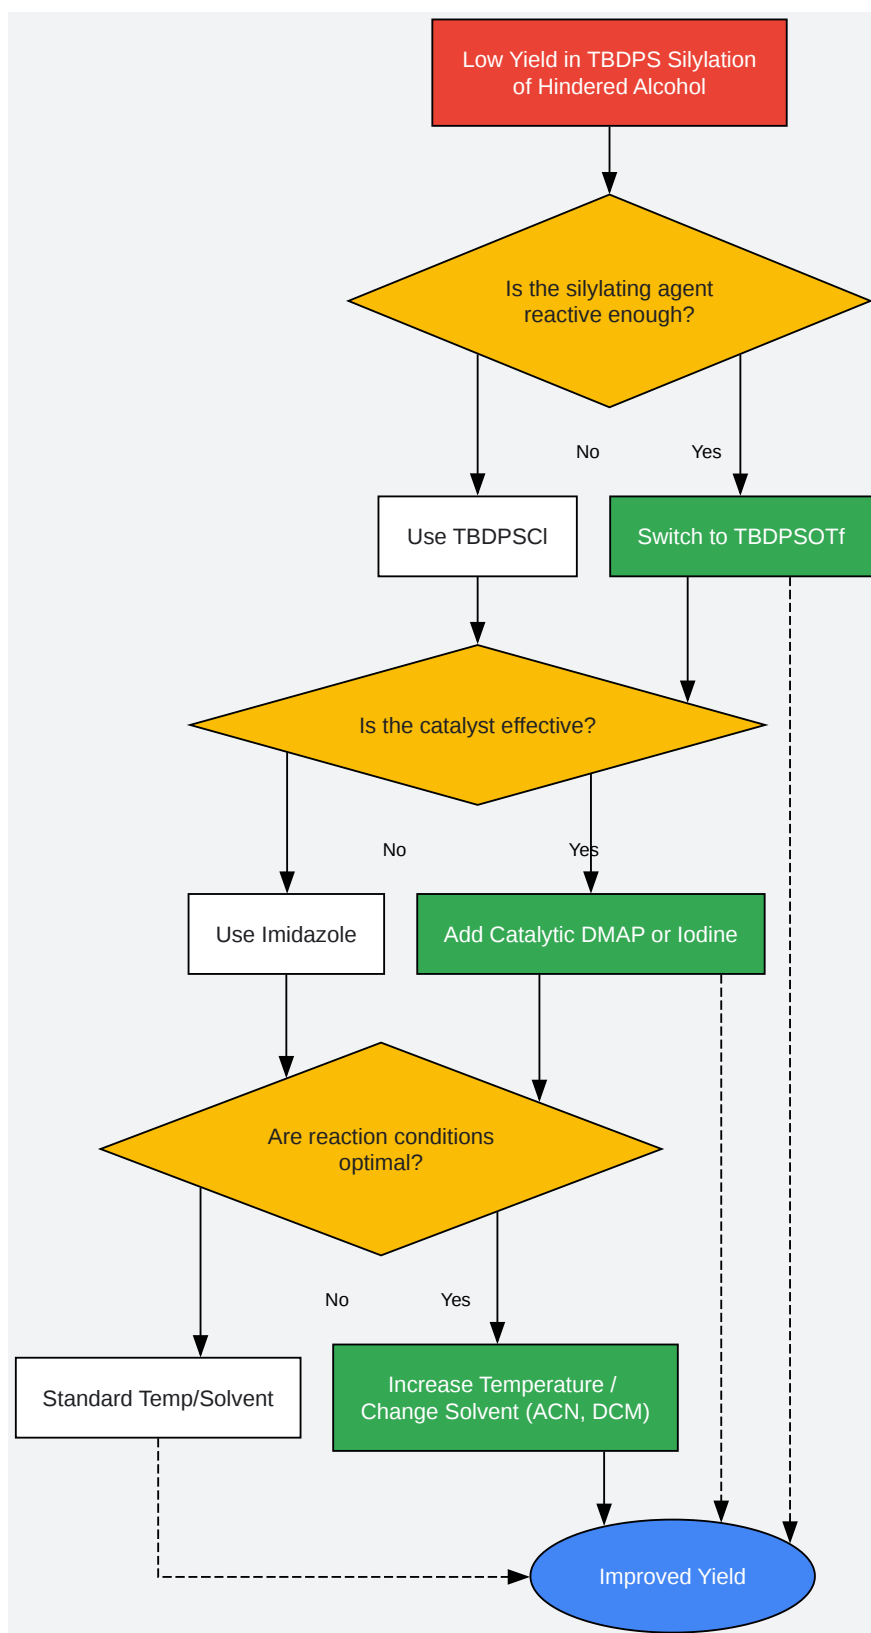 Low Yield in TBDPS Silylation
of Hindered Alcohol
Is the silylating agent
reactive enough?
No
Yes
Use TBDPSCl
Switch to TBDPSOTf
Is the catalyst effective?
No
Yes
Use Imidazole
Add Catalytic DMAP or Iodine
Are reaction conditions
optimal?
No
Yes
Standard Temp/Solvent
Increase Temperature /
Change Solvent (ACN, DCM)
Improved Yield